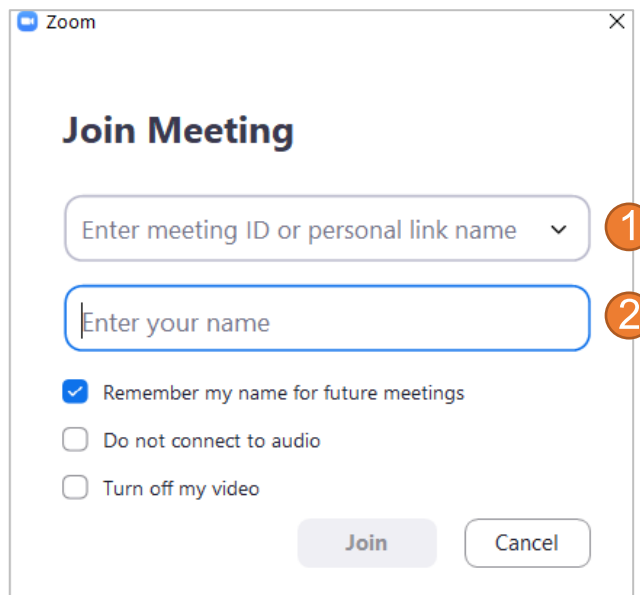 Zoom
Join Meeting
Enter meeting ID or personal link name
1
Enter your name
2
Remember my name for future meetings
Do not connect to audio
Turn off my video
Join Cancel